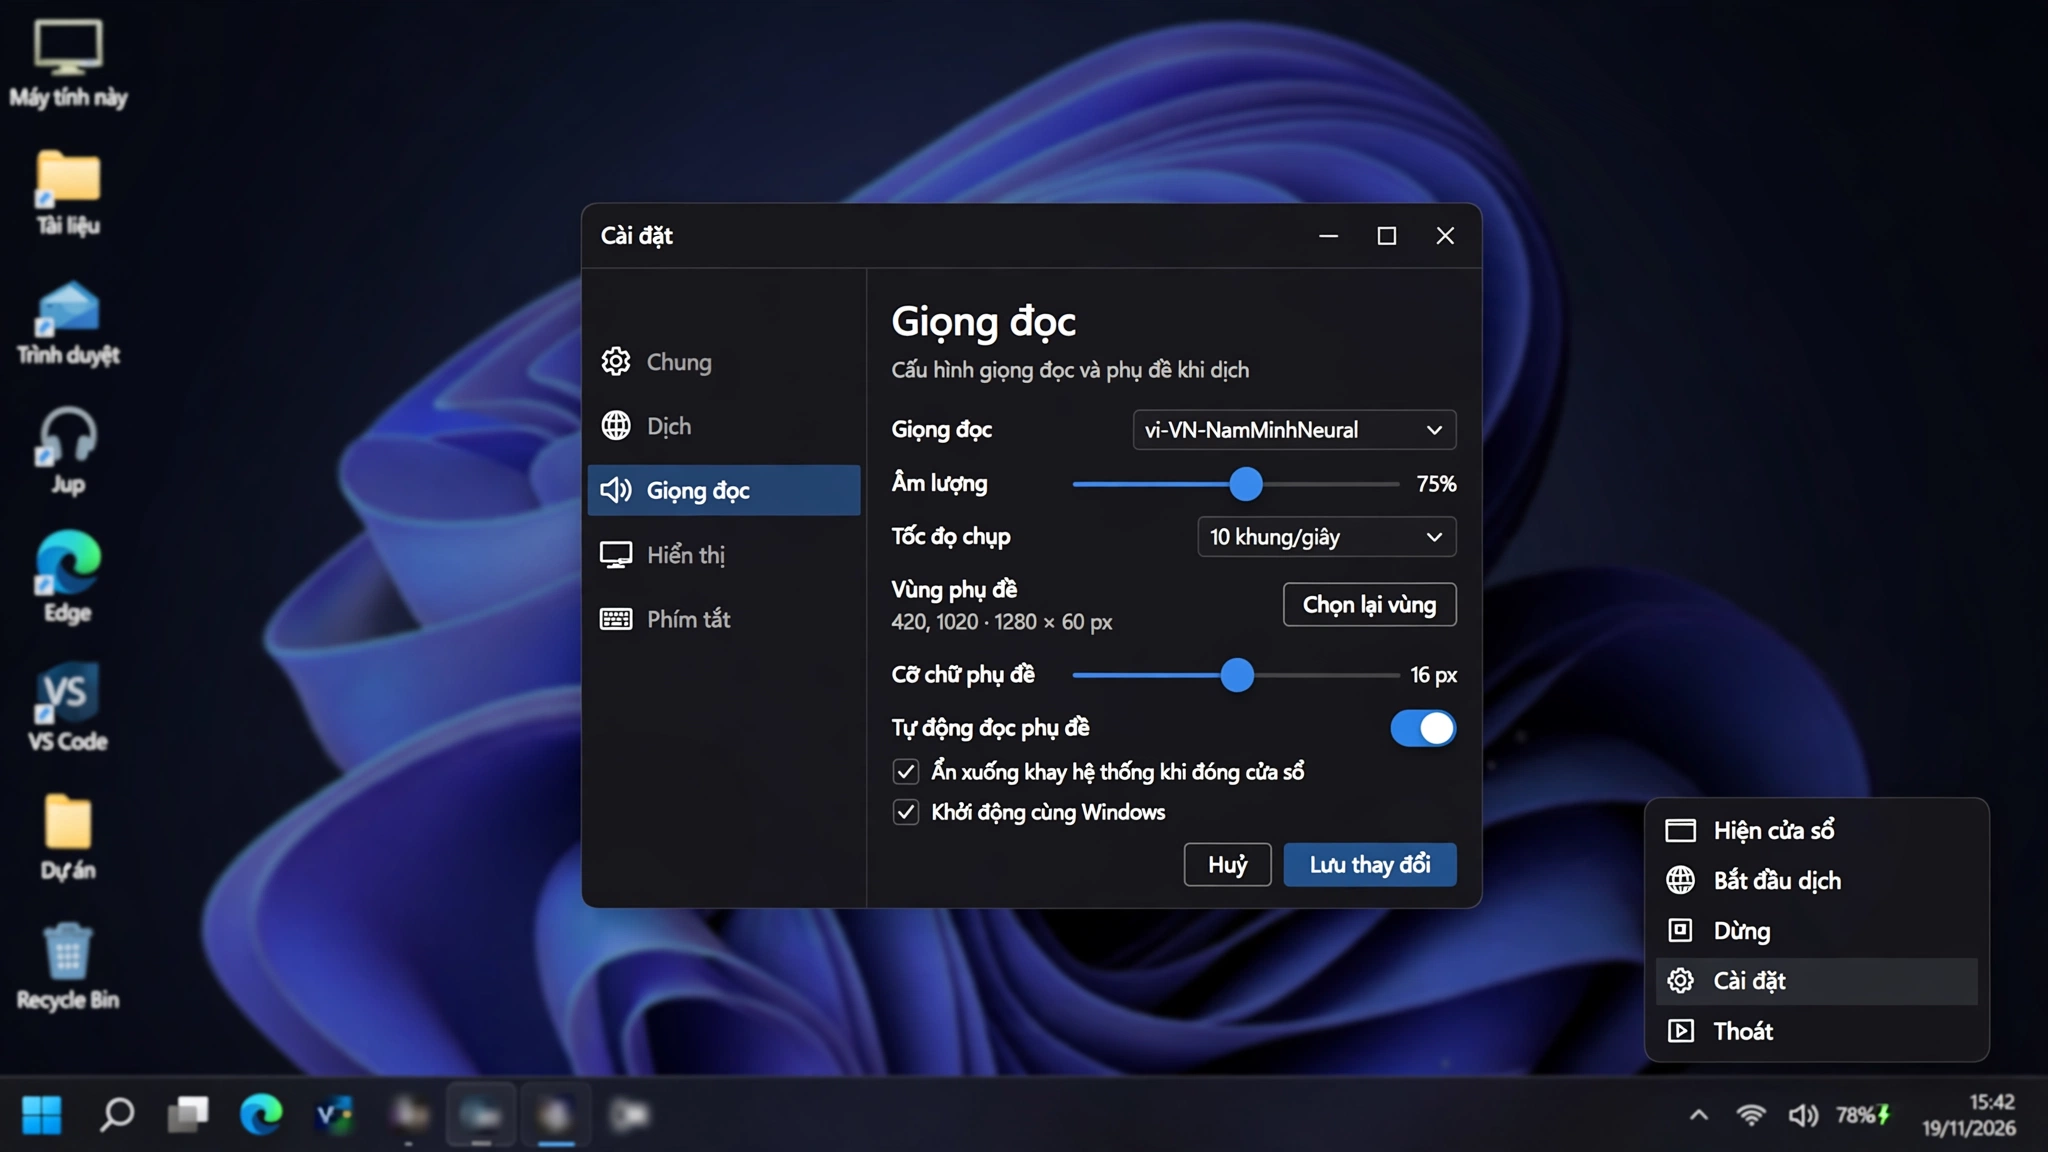 Máy tính này
Tài liệu
Trình duyệt
Jup
Edge
VS
VS Code
Dự án
Recycle Bin
Cài đặt
Chung
Dịch
Giọng đọc
Hiển thị
Phím tắt
Giọng đọc
Cấu hình giọng đọc và phụ đề khi dịch
Giọng đọc
vi-VN-NamMinhNeural
Âm lượng
75%
Tốc đọ chụp
10 khung/giây
Vùng phụ đề
420, 1020 · 1280 × 60 px
Chọn lại vùng
Cỡ chữ phụ đề
16 px
Tự động đọc phụ đề
Ẩn xuống khay hệ thống khi đóng cửa sổ
Khởi động cùng Windows
Huỷ
Lưu thay đổi
Hiện cửa sổ
Bắt đầu dịch
Dừng
Cài đặt
Thoát
V
78%
15:42
19/11/2026